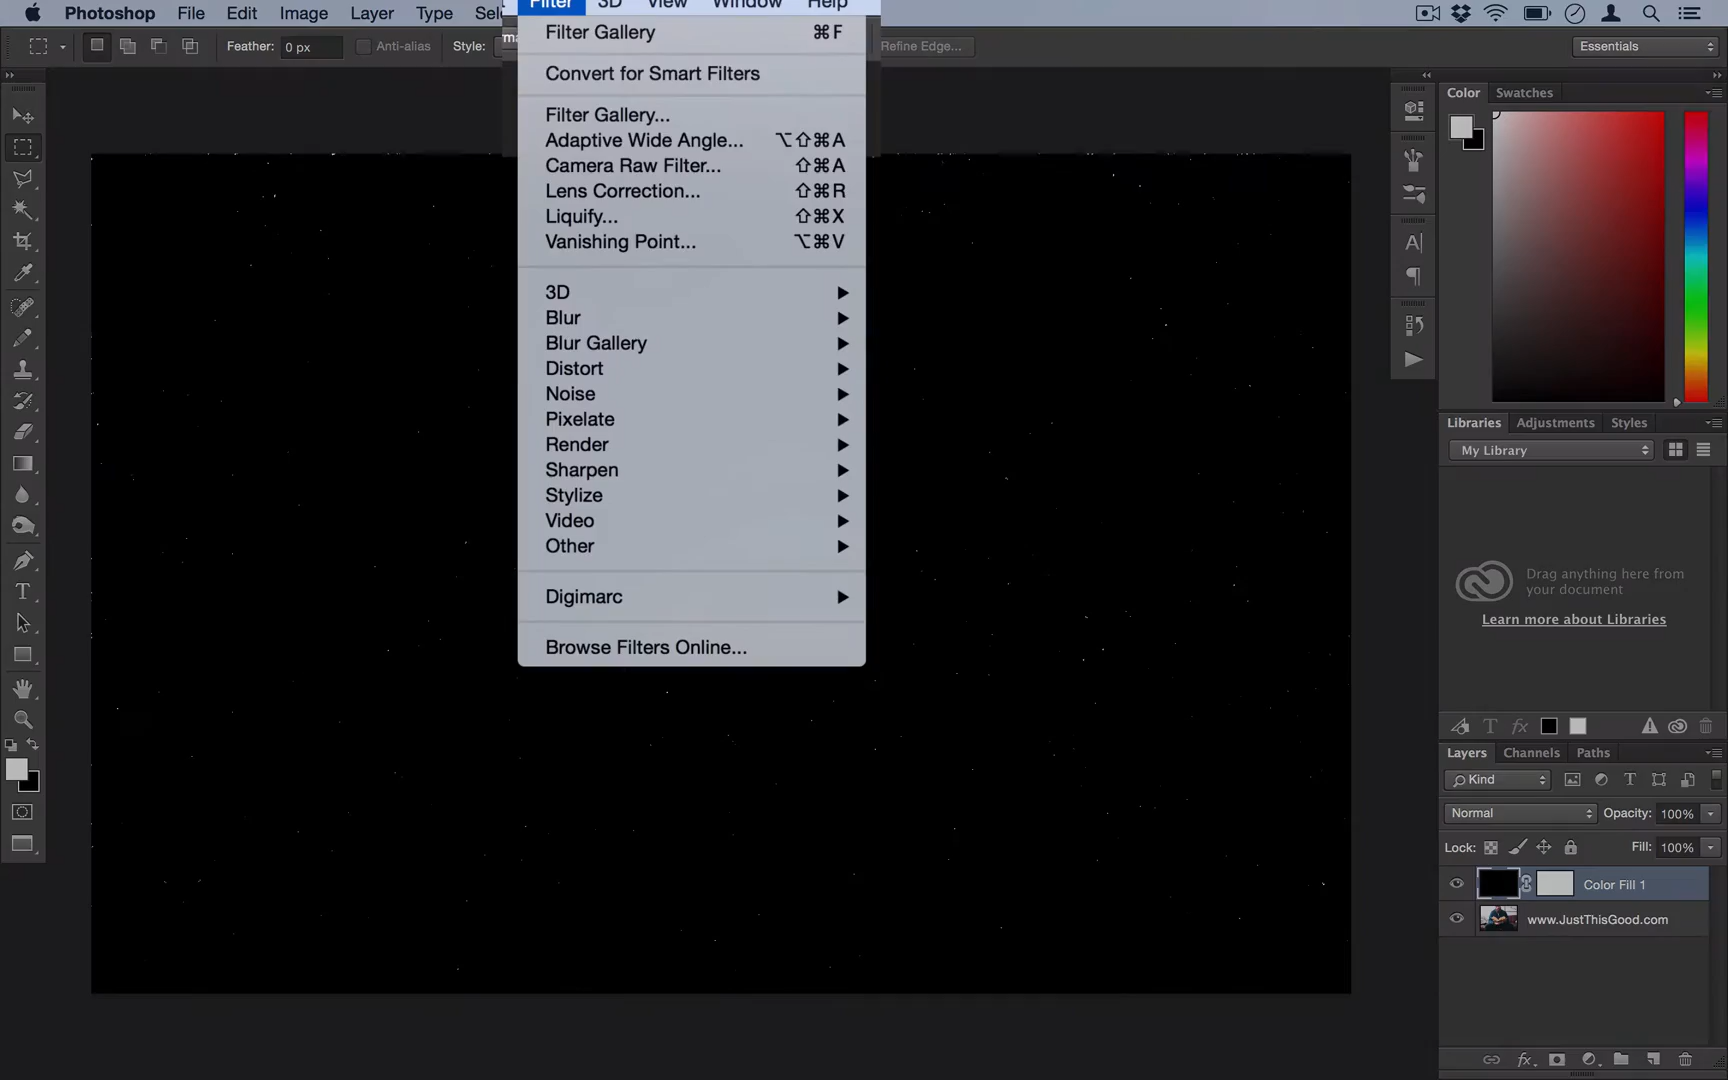 Photoshop File Edit Image Layer Type Filter 3D View Window Help
Feather: 0 px Anti-alias Style: Refine Edge... Essentials
Filter Gallery ⌘F
Convert for Smart Filters
Filter Gallery...
Adaptive Wide Angle... ⌥⇧⌘A
Camera Raw Filter... ⇧⌘A
Lens Correction... ⇧⌘R
Liquify... ⇧⌘X
Vanishing Point... ⌥⌘V
3D
Blur
Blur Gallery
Distort
Noise
Pixelate
Render
Sharpen
Stylize
Video
Other
Digimarc
Browse Filters Online...
Color Swatches
Libraries Adjustments Styles
My Library
Drag anything here from
your document
Learn more about Libraries
Layers Channels Paths
Kind
Normal Opacity: 100%
Lock: Fill: 100%
Color Fill 1
www.JustThisGood.com